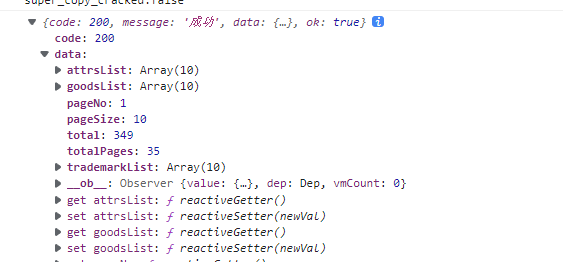 super_copy_cracked:false
▼ {code: 200, message: '成功', data: {…}, ok: true} i
code: 200
▼ data:
▶ attrsList: Array(10)
▶ goodsList: Array(10)
pageNo: 1
pageSize: 10
total: 349
totalPages: 35
▶ trademarkList: Array(10)
▶ __ob__: Observer {value: {…}, dep: Dep, vmCount: 0}
▶ get attrsList: ƒ reactiveGetter()
▶ set attrsList: ƒ reactiveSetter(newVal)
▶ get goodsList: ƒ reactiveGetter()
▶ set goodsList: ƒ reactiveSetter(newVal)